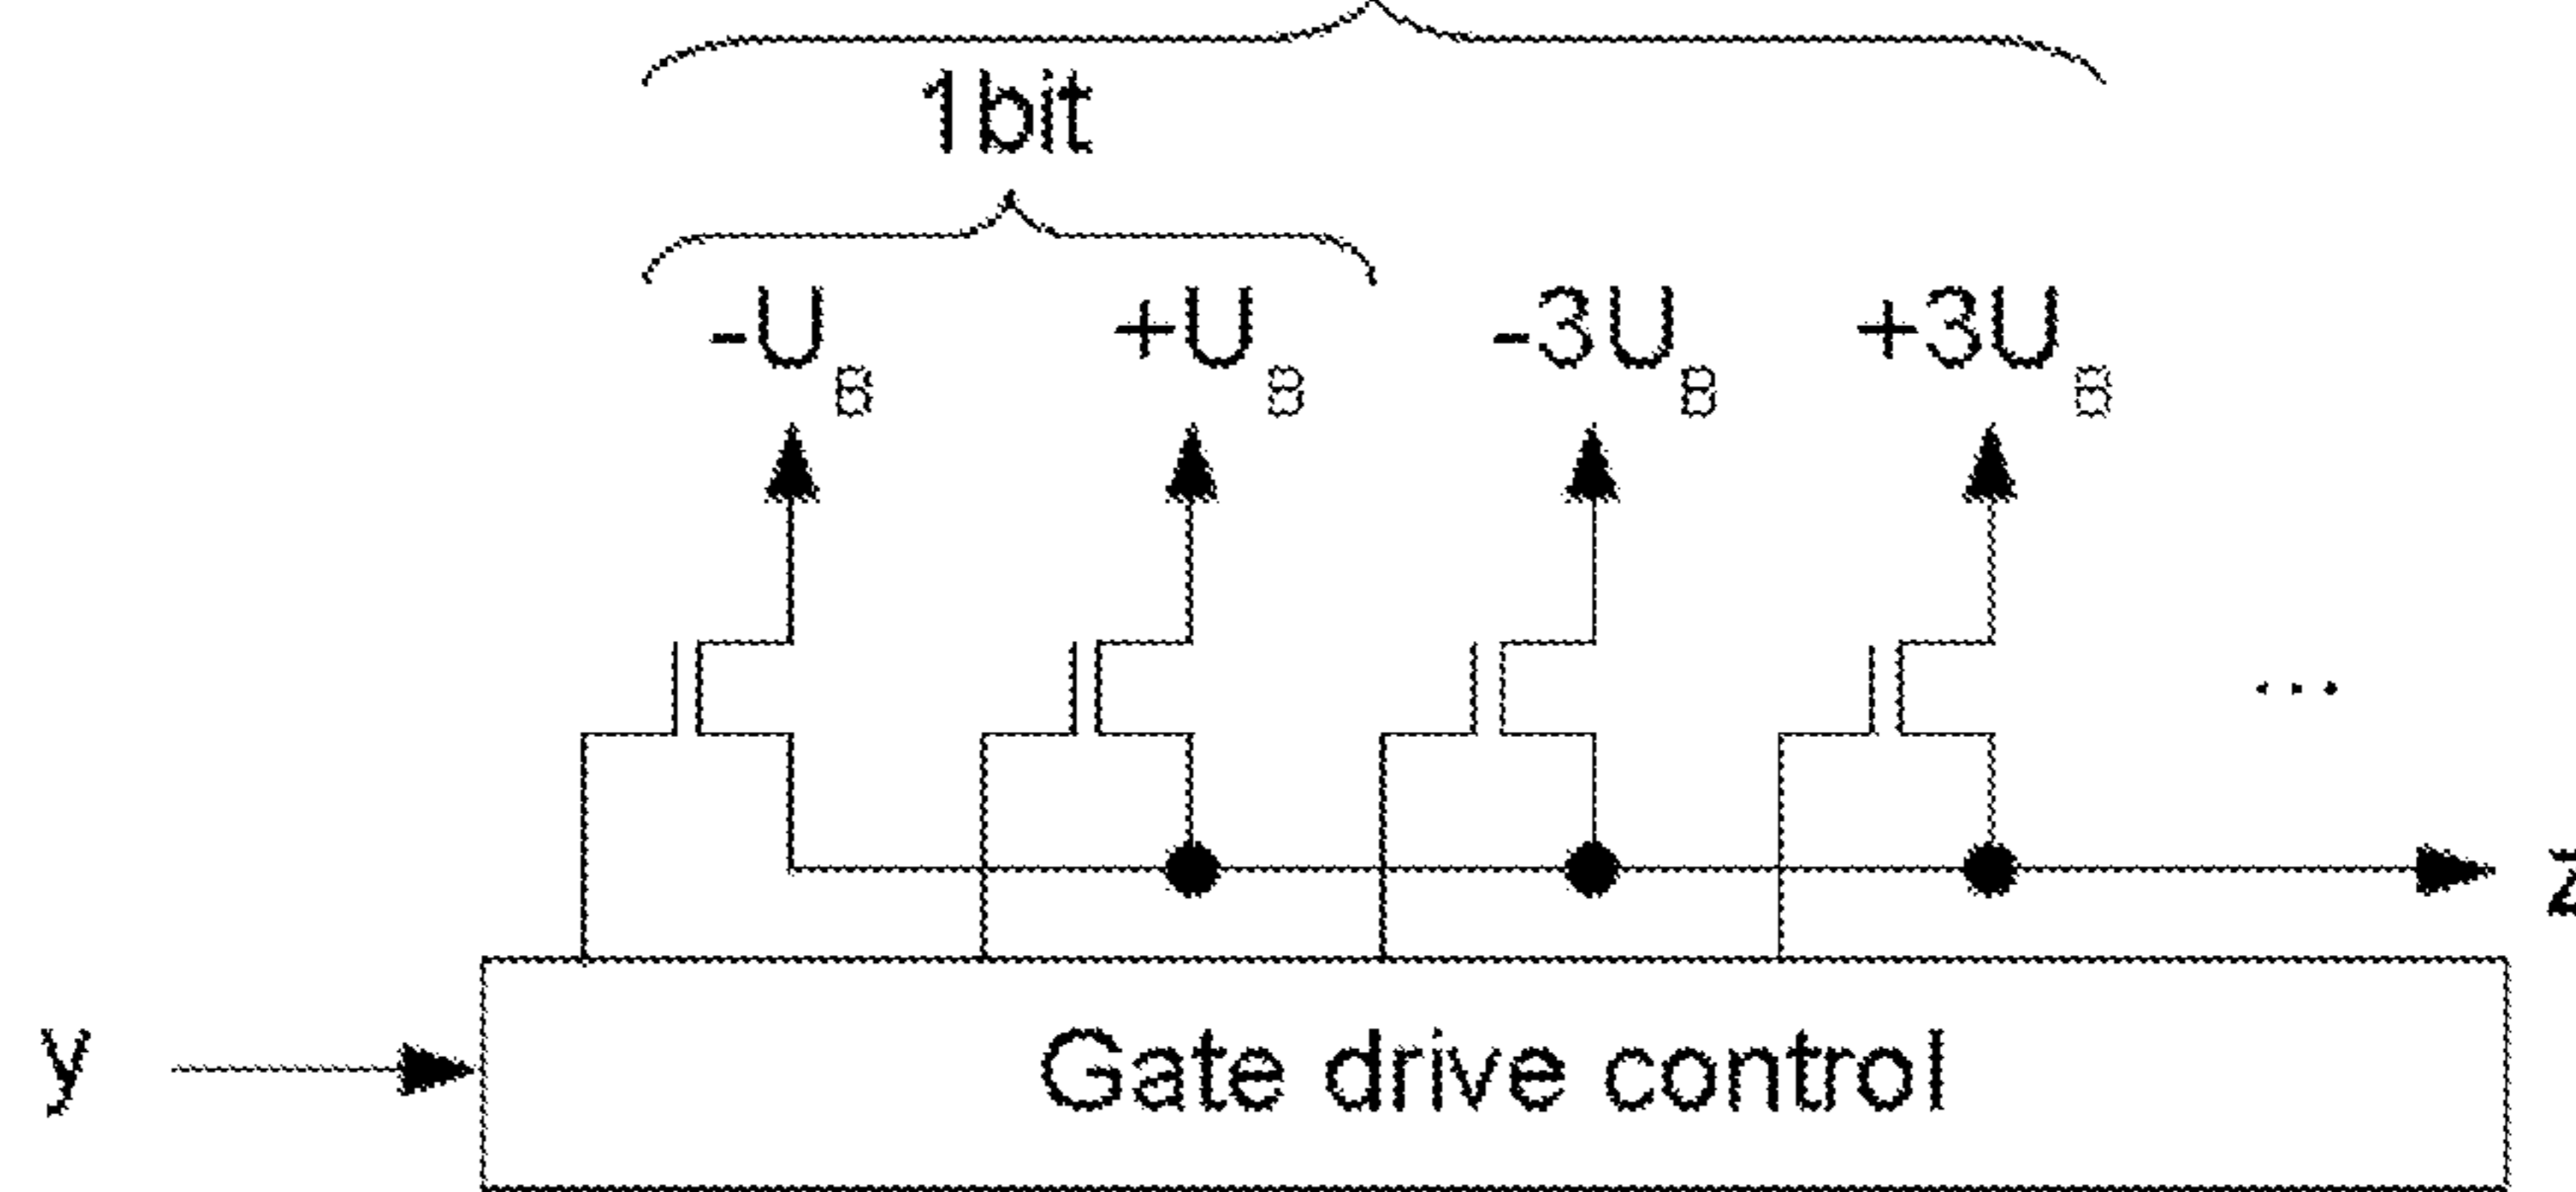 1bit
-U_B +U_B -3U_B +3U_B
...
z
y
Gate drive control